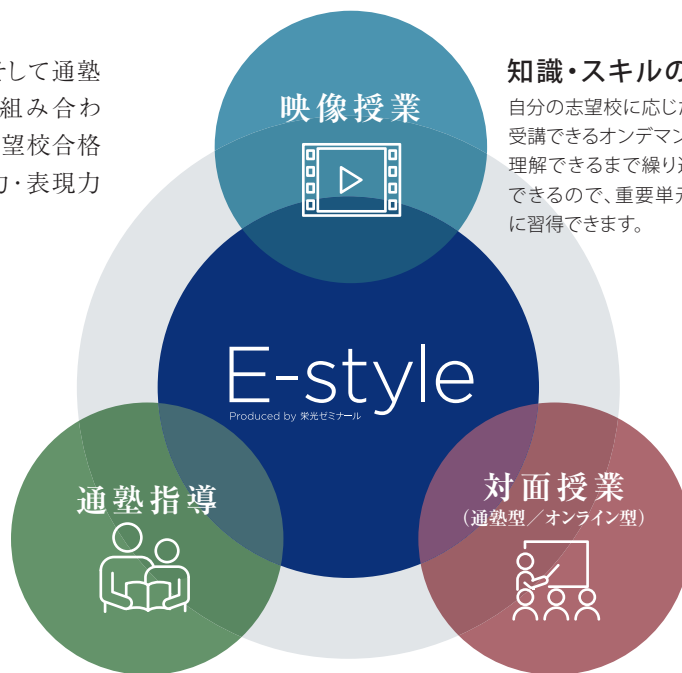 そして通塾
組み合わ
望校合格
力・表現力
映像授業
知識・スキルの
自分の志望校に応じた
受講できるオンデマン
理解できるまで繰り返
できるので、重要単元
に習得できます。
E-style
Produced by 栄光ゼミナール
通塾指導
対面授業
(通塾型／オンライン型)